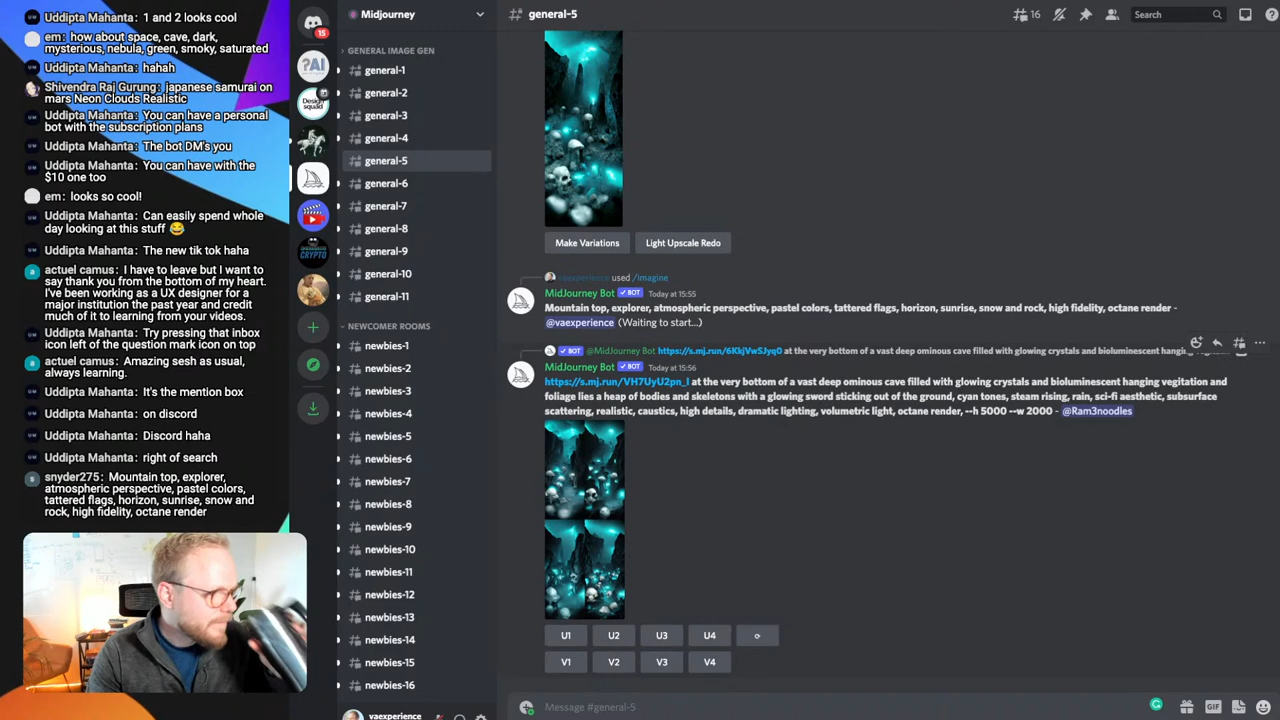 Uddipta Mahanta: 1 and 2 looks cool
em: how about space, cave, dark,
mysterious, nebula, green, smoky, saturated
Uddipta Mahanta: hahah
Shivendra Raj Gurung: japanese samurai on
mars Neon Clouds Realistic
Uddipta Mahanta: You can have a personal
bot with the subscription plans
Uddipta Mahanta: The bot DM's you
Uddipta Mahanta: You can have with the
$10 one too
em: looks so cool!
Uddipta Mahanta: Can easily spend whole
day looking at this stuff 😂
Uddipta Mahanta: The new tik tok haha
actuel camus: I have to leave but I want to
say thank you from the bottom of my heart.
I've been working as a UX designer for a
major institution the past year and credit
much of it to learning from your videos.
Uddipta Mahanta: Try pressing that inbox
icon left of the question mark icon on top
actuel camus: Amazing sesh as usual,
always learning.
Uddipta Mahanta: It's the mention box
Uddipta Mahanta: on discord
Uddipta Mahanta: Discord haha
Uddipta Mahanta: right of search
snyder275: Mountain top, explorer,
atmospheric perspective, pastel colors,
tattered flags, horizon, sunrise, snow and
rock, high fidelity, octane render
15
?AI
Design
squad
CRYPTO
Midjourney
GENERAL IMAGE GEN
general-1
general-2
general-3
general-4
general-5
general-6
general-7
general-8
general-9
general-10
general-11
NEWCOMER ROOMS
newbies-1
newbies-2
newbies-3
newbies-4
newbies-5
newbies-6
newbies-7
newbies-8
newbies-9
newbies-10
newbies-11
newbies-12
newbies-13
newbies-14
newbies-15
newbies-16
vaexperience
general-5
16
Search
Make Variations
Light Upscale Redo
vaexperience used /imagine
MidJourney Bot BOT Today at 15:55
Mountain top, explorer, atmospheric perspective, pastel colors, tattered flags, horizon, sunrise, snow and rock, high fidelity, octane render -
@vaexperience (Waiting to start...)
BOT @MidJourney Bot https://s.mj.run/6KkjVwSJyq0 at the very bottom of a vast deep ominous cave filled with glowing crystals and bioluminescent hanging
MidJourney Bot BOT Today at 15:56
https://s.mj.run/VH7UyU2pn_I at the very bottom of a vast deep ominous cave filled with glowing crystals and bioluminescent hanging vegitation and
foliage lies a heap of bodies and skeletons with a glowing sword sticking out of the ground, cyan tones, steam rising, rain, sci-fi aesthetic, subsurface
scattering, realistic, caustics, high details, dramatic lighting, volumetric light, octane render, --h 5000 --w 2000 - @Ram3noodles
U1
U2
U3
U4
V1
V2
V3
V4
Message #general-5
GIF